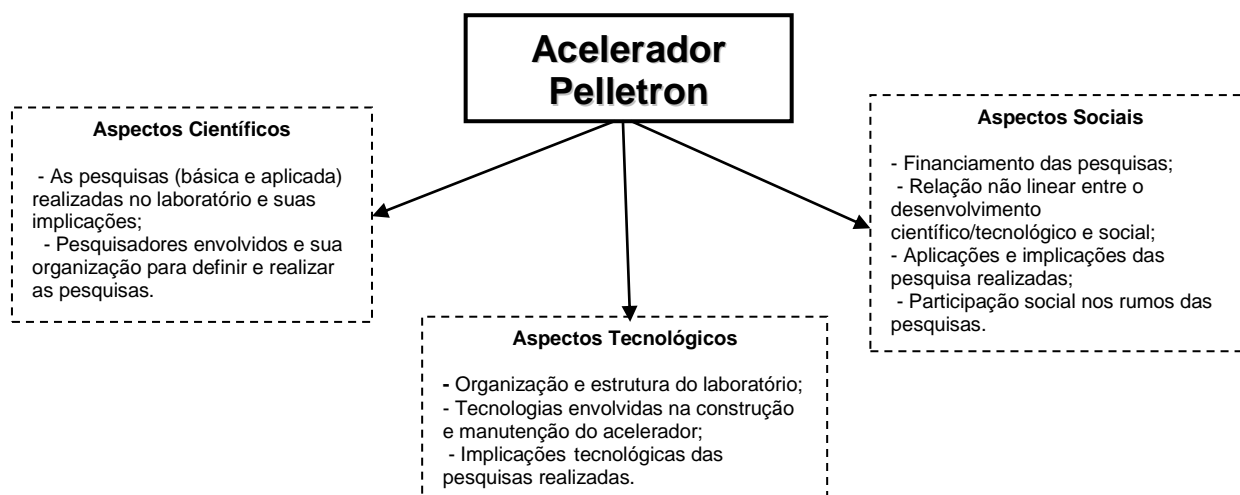 Acelerador
Pelletron
Aspectos Científicos
- As pesquisas (básica e aplicada)
realizadas no laboratório e suas
implicações;
- Pesquisadores envolvidos e sua
organização para definir e realizar
as pesquisas.
Aspectos Tecnológicos
- Organização e estrutura do laboratório;
- Tecnologias envolvidas na construção
e manutenção do acelerador;
- Implicações tecnológicas das
pesquisas realizadas.
Aspectos Sociais
- Financiamento das pesquisas;
- Relação não linear entre o
desenvolvimento
científico/tecnológico e social;
- Aplicações e implicações das
pesquisa realizadas;
- Participação social nos rumos das
pesquisas.